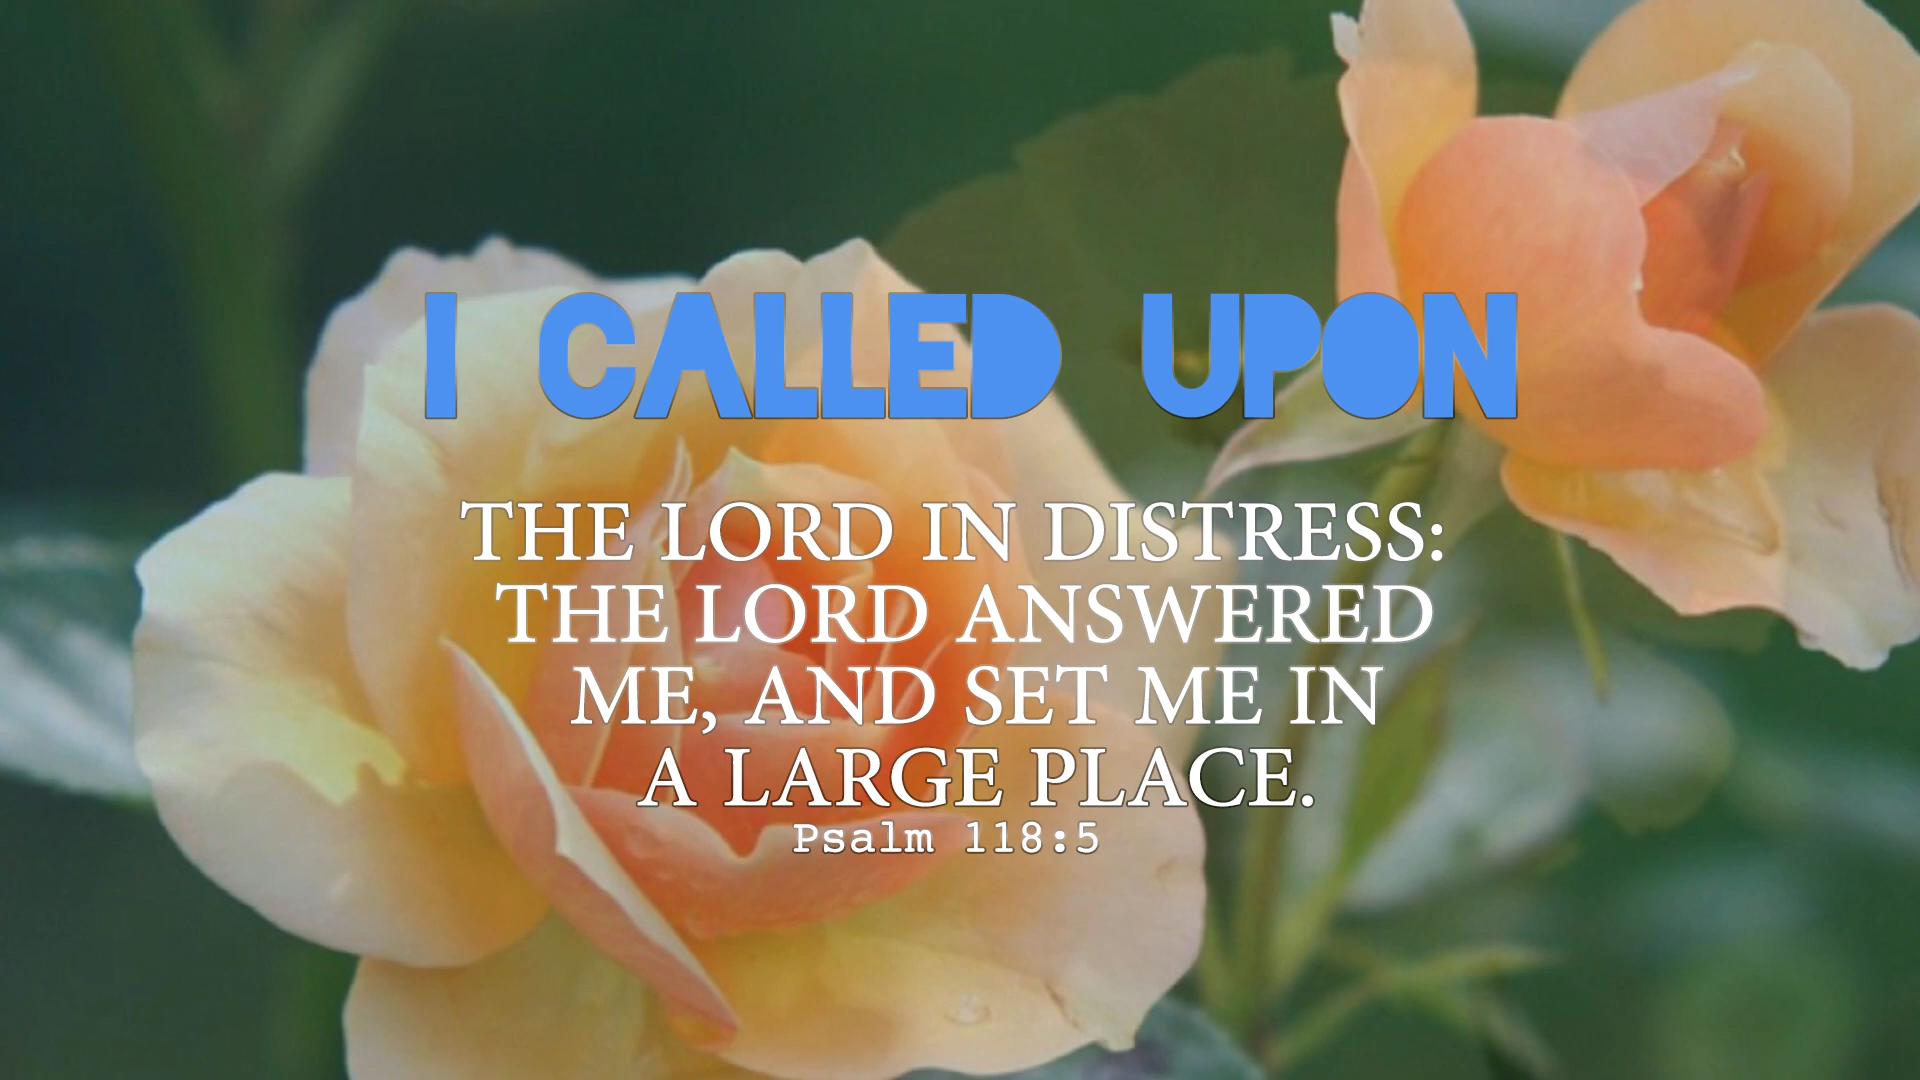 I CALLED UPON
THE LORD IN DISTRESS:
THE LORD ANSWERED
ME, AND SET ME IN
A LARGE PLACE.
Psalm 118:5